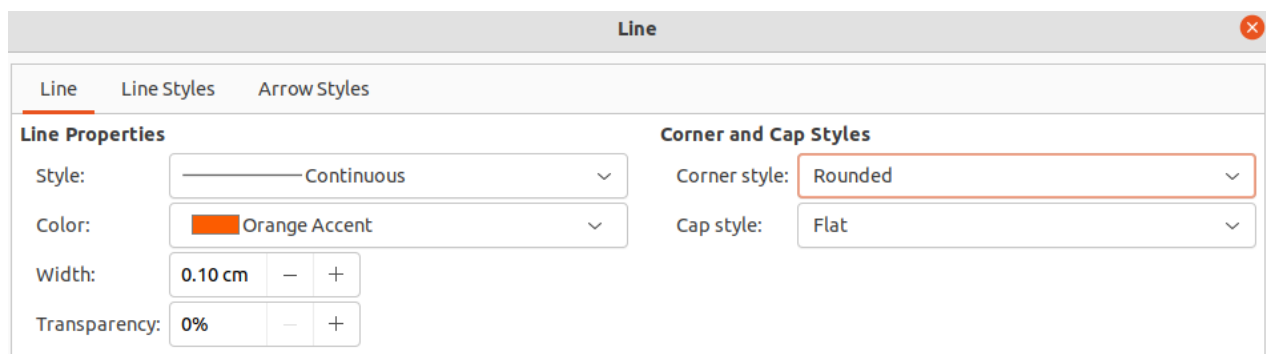 Line
Line Line Styles Arrow Styles
Line Properties
Style: Continuous
Color: Orange Accent
Width: 0.10 cm
Transparency: 0%
Corner and Cap Styles
Corner style: Rounded
Cap style: Flat